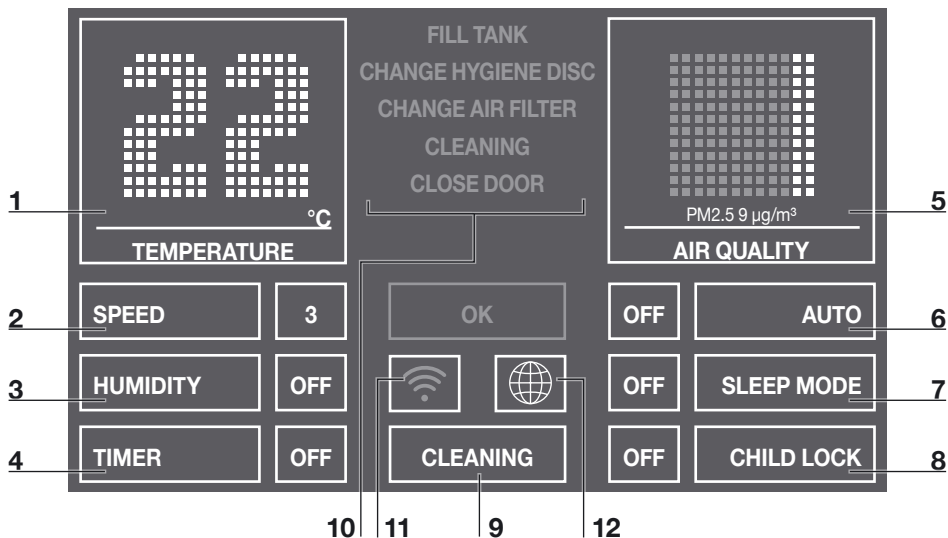 22
°C
TEMPERATURE
FILL TANK
CHANGE HYGIENE DISC
CHANGE AIR FILTER
CLEANING
CLOSE DOOR
PM2.5 9 µg/m³
AIR QUALITY
1
5
SPEED 3
OK
OFF AUTO
2
6
HUMIDITY OFF
OFF SLEEP MODE
3
7
TIMER OFF
CLEANING
OFF CHILD LOCK
4
8
10 11 9 12